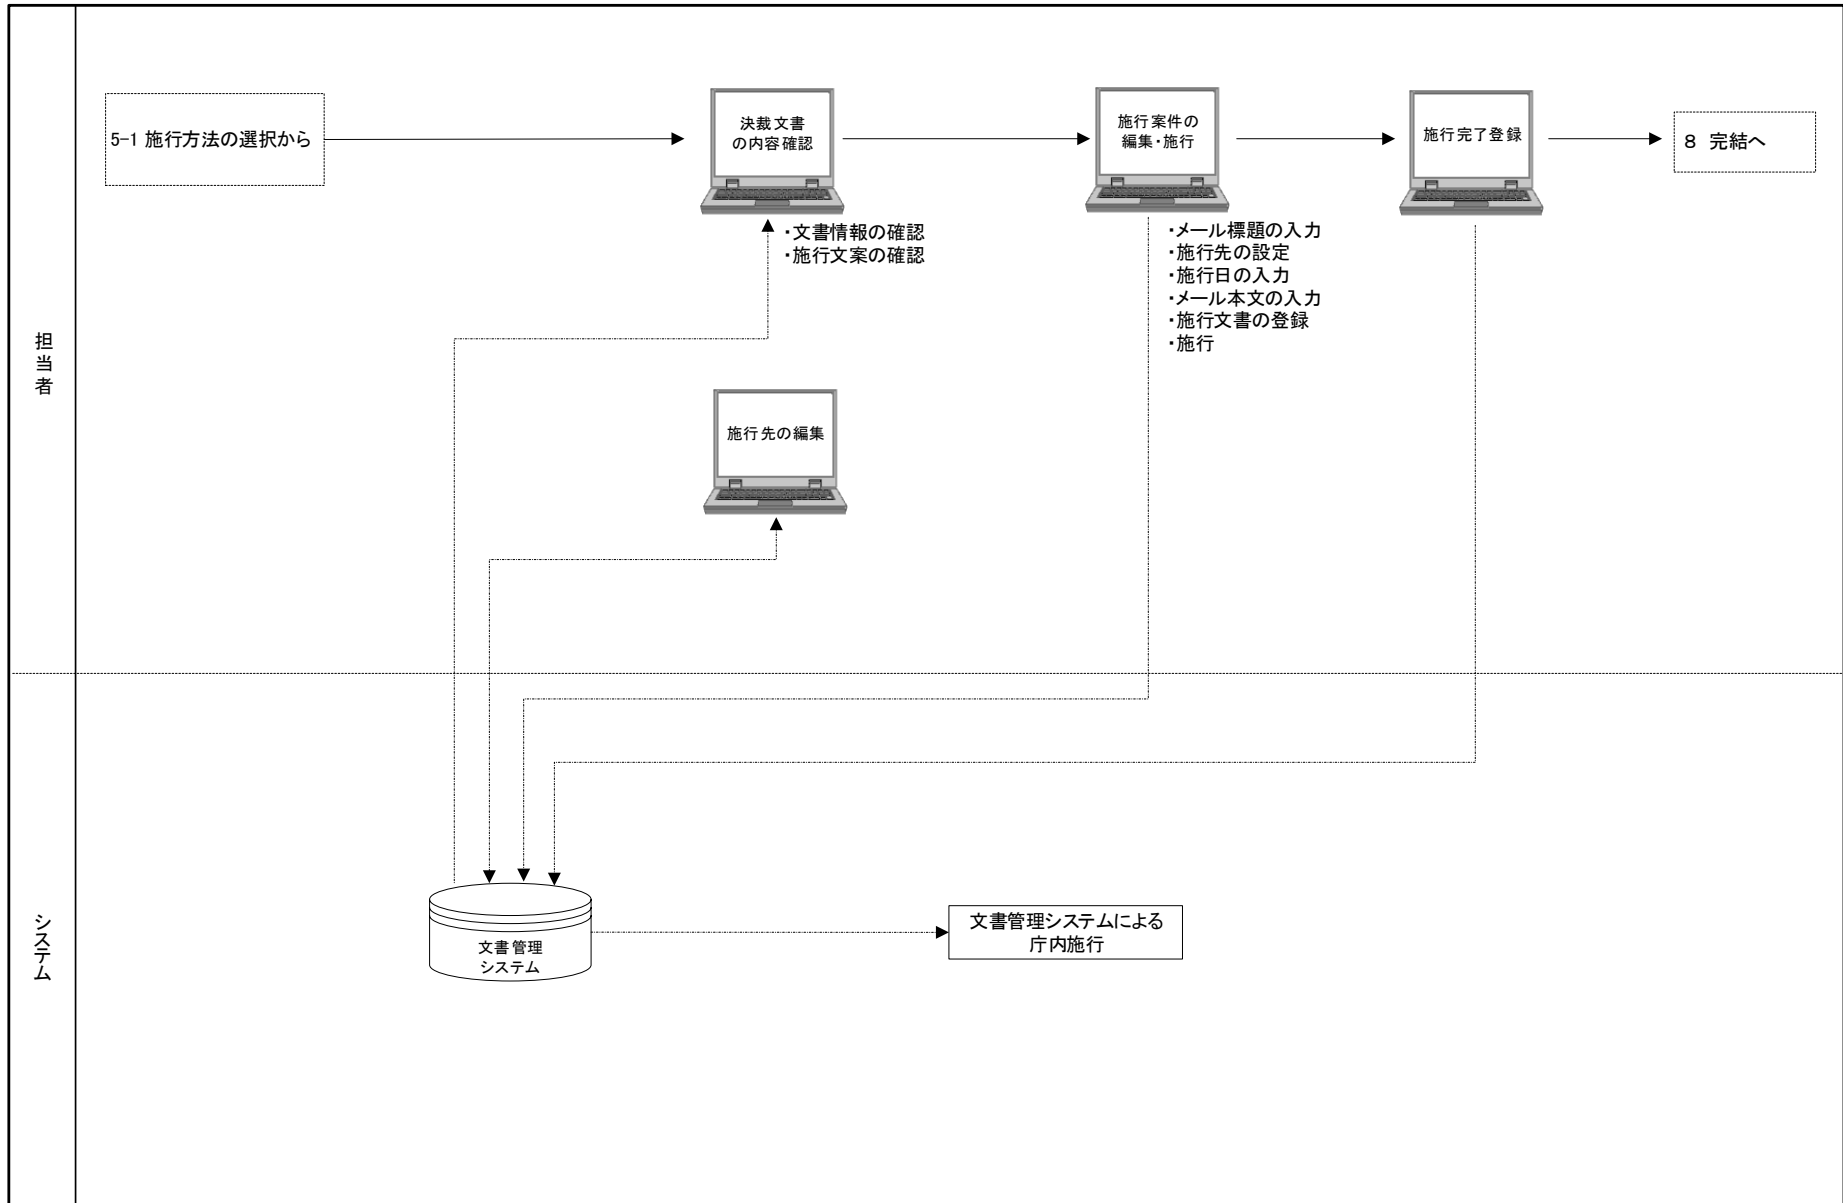 5-1 施行方法の選択から
決裁文書
の内容確認
・文書情報の確認
・施行文案の確認
施行案件の
編集・施行
・メール標題の入力
・施行先の設定
・施行日の入力
・メール本文の入力
・施行文書の登録
・施行
施行完了登録
8 完結へ
担当者
施行先の編集
システム
文書管理
システム
文書管理システムによる
庁内施行